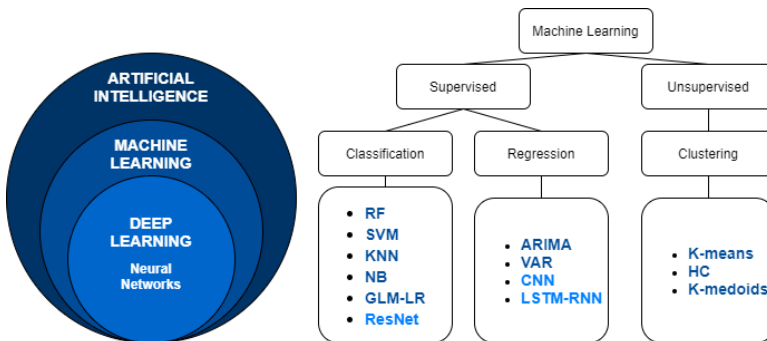 ARTIFICIAL
INTELLIGENCE
MACHINE
LEARNING
DEEP
LEARNING
Neural
Networks
Machine Learning
Supervised
Unsupervised
Classification
Regression
Clustering
RF
SVM
KNN
NB
GLM-LR
ResNet
ARIMA
VAR
CNN
LSTM-RNN
K-means
HC
K-medoids